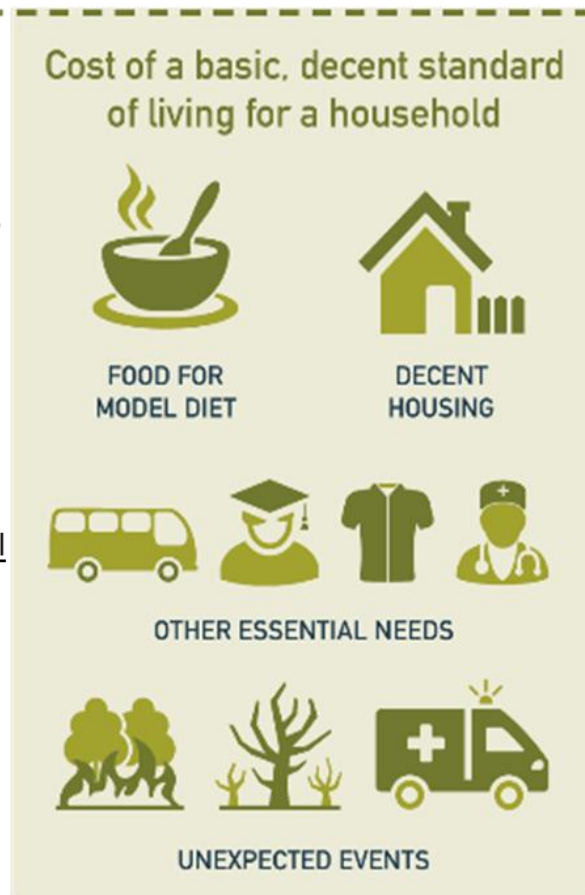 Cost of a basic, decent standard
of living for a household
FOOD FOR
MODEL DIET
DECENT
HOUSING
OTHER ESSENTIAL NEEDS
UNEXPECTED EVENTS